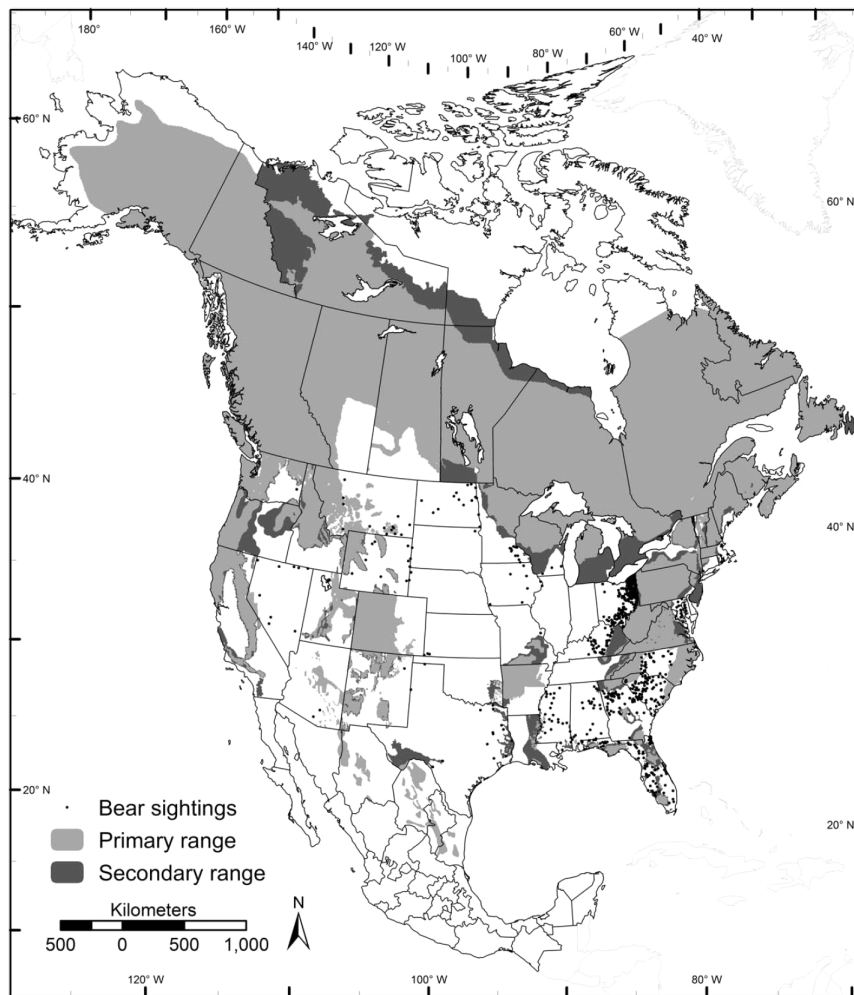 180° 160° W 60° W 40° W
140° W 120° W 100° W 80° W
60° N
60° N
40° N
40° N
20° N
20° N
Bear sightings
Primary range
Secondary range
Kilometers
N
500 0 500 1,000
120° W 100° W 80° W